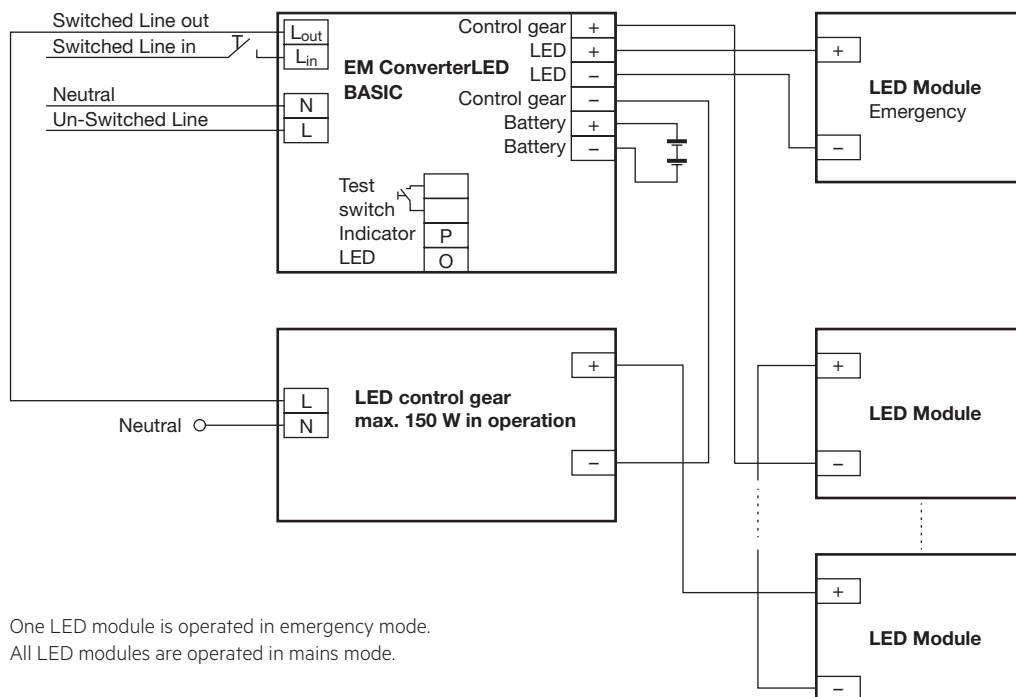 Switched Line out
Switched Line in
Neutral
Un-Switched Line
Lout
Lin
N
L
EM ConverterLED
BASIC
Control gear +
LED +
LED –
Control gear –
Battery +
Battery –
Test
switch
Indicator P
LED O
+
–
LED Module
Emergency
L
N
Neutral
LED control gear
max. 150 W in operation
+
–
+
–
LED Module
+
–
LED Module
One LED module is operated in emergency mode.
All LED modules are operated in mains mode.